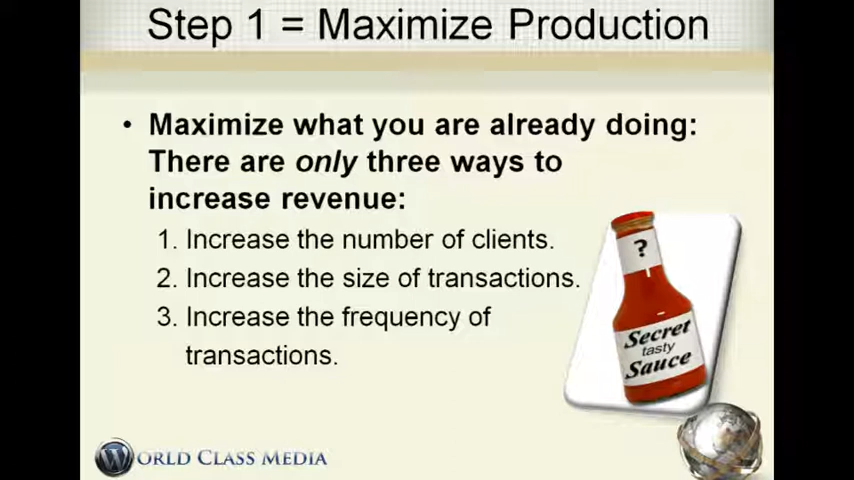 Step 1 = Maximize Production
• Maximize what you are already doing:
There are only three ways to
increase revenue:
1. Increase the number of clients.
2. Increase the size of transactions.
3. Increase the frequency of
transactions.
?
Secret
tasty
Sauce
WORLD CLASS MEDIA